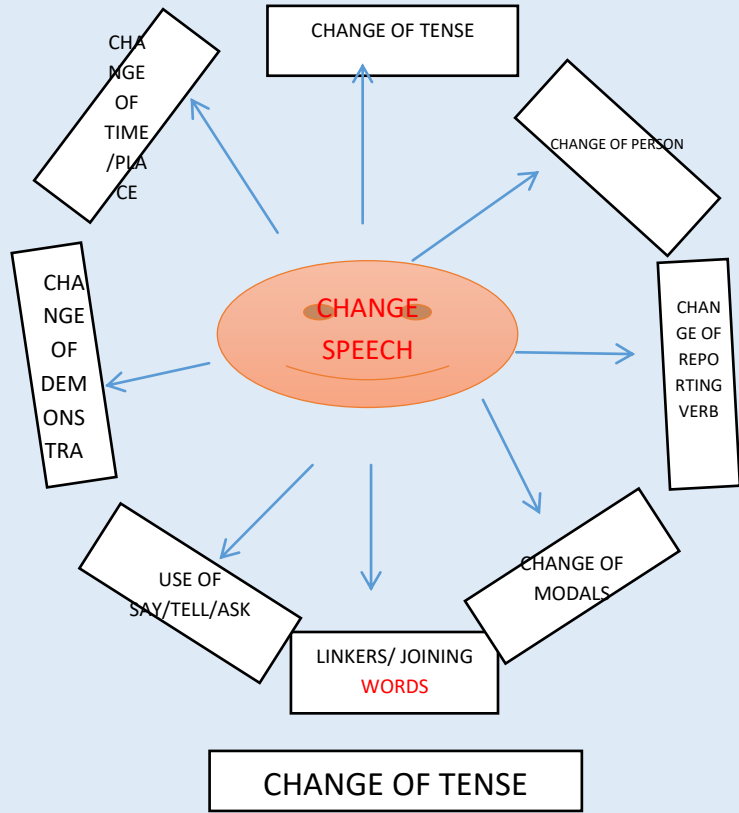 CHANGE OF TENSE
CHA
NGE
OF
TIME
/PLA
CE
CHANGE OF PERSON
CHANGE
SPEECH
CHA
NGE
OF
DEM
ONS
TRA
CHAN
GE OF
REPO
RTING
VERB
USE OF
SAY/TELL/ASK
CHANGE OF
MODALS
LINKERS/ JOINING
WORDS
CHANGE OF TENSE